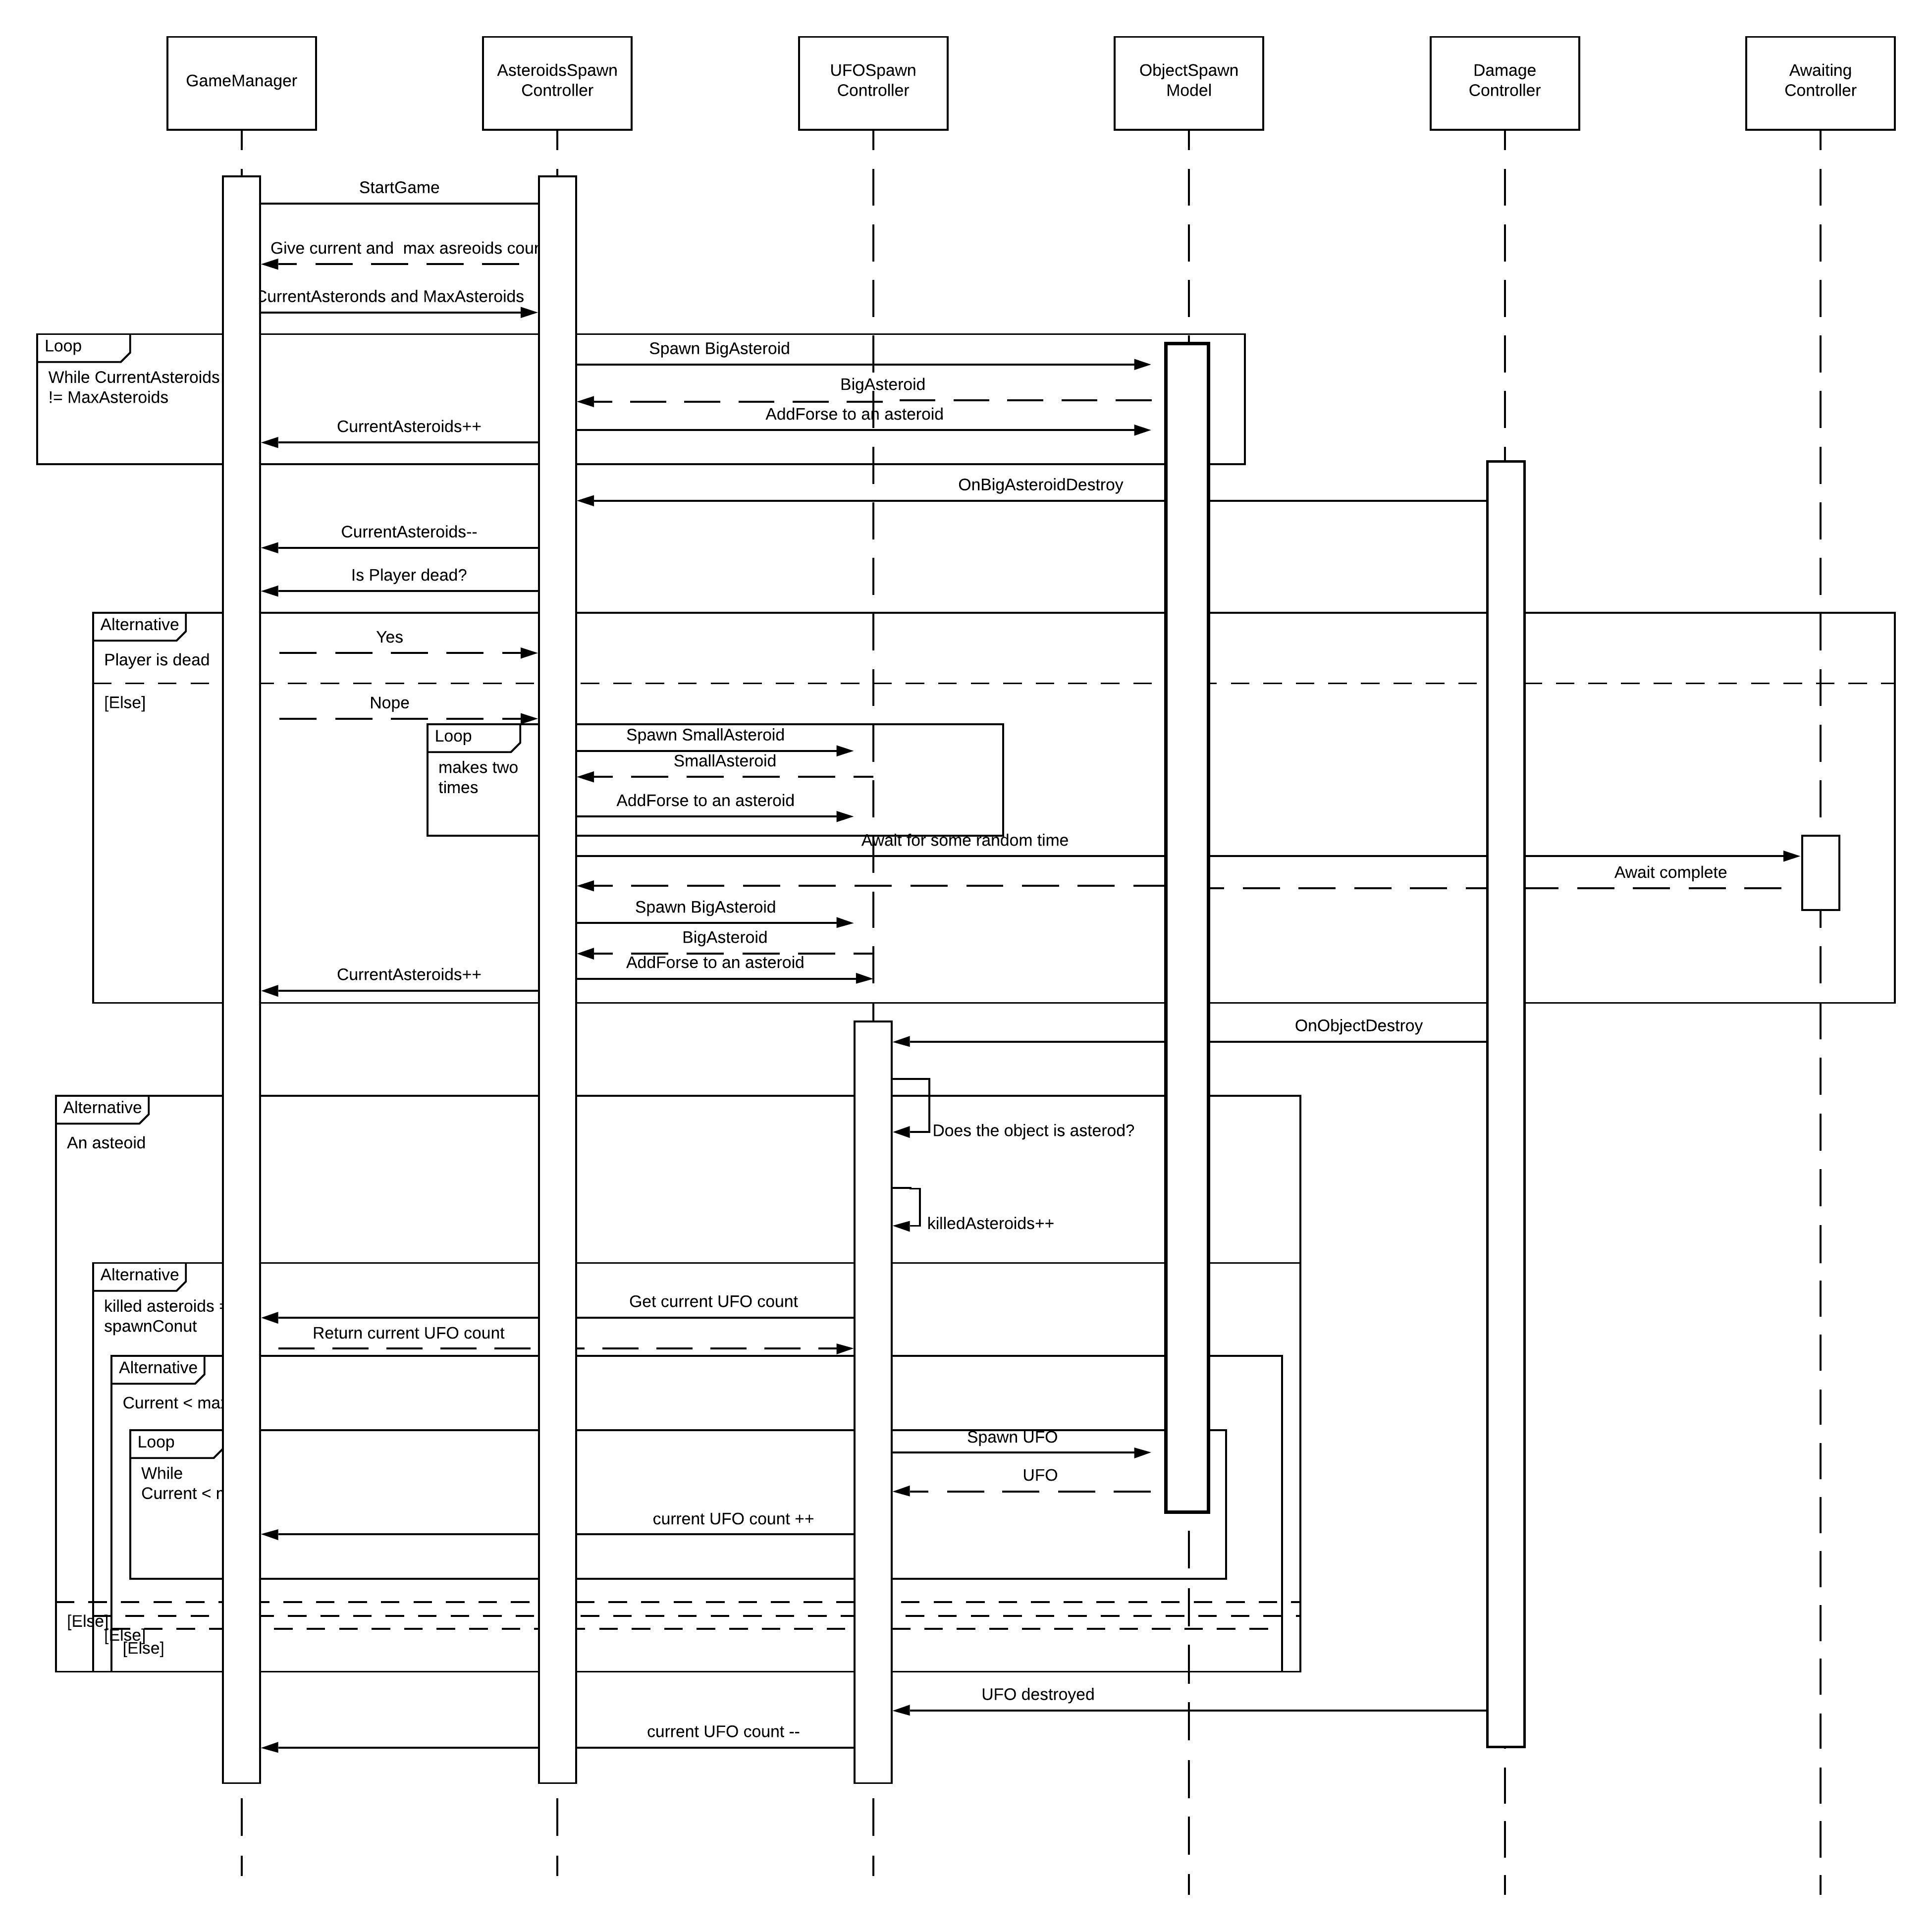 GameManager
AsteroidsSpawn
Controller
UFOSpawn
Controller
ObjectSpawn
Model
Damage
Controller
Awaiting
Controller
StartGame
Give current and max asreoids
CurrentAsteronds and MaxAsteroids
Loop
While CurrentAsteroids
!= MaxAsteroids
Spawn BigAsteroid
BigAsteroid
AddForse to an asteroid
CurrentAsteroids++
OnBigAsteroidDestroy
CurrentAsteroids--
Is Player dead?
Alternative
Player is dead
Yes
[Else]
Nope
Loop
makes two
times
Spawn SmallAsteroid
SmallAsteroid
AddForse to an asteroid
Await for some random time
Await complete
Spawn BigAsteroid
BigAsteroid
AddForse to an asteroid
CurrentAsteroids++
OnObjectDestroy
Alternative
An asteoid
Does the object is asterod?
killedAsteroids++
Alternative
killed asteroids
spawnConut
Get current UFO count
Return current UFO count
Alternative
Current <
Loop
While
Current <
Spawn UFO
UFO
current UFO count ++
[Else]
[Else]
[Else]
UFO destroyed
current UFO count --